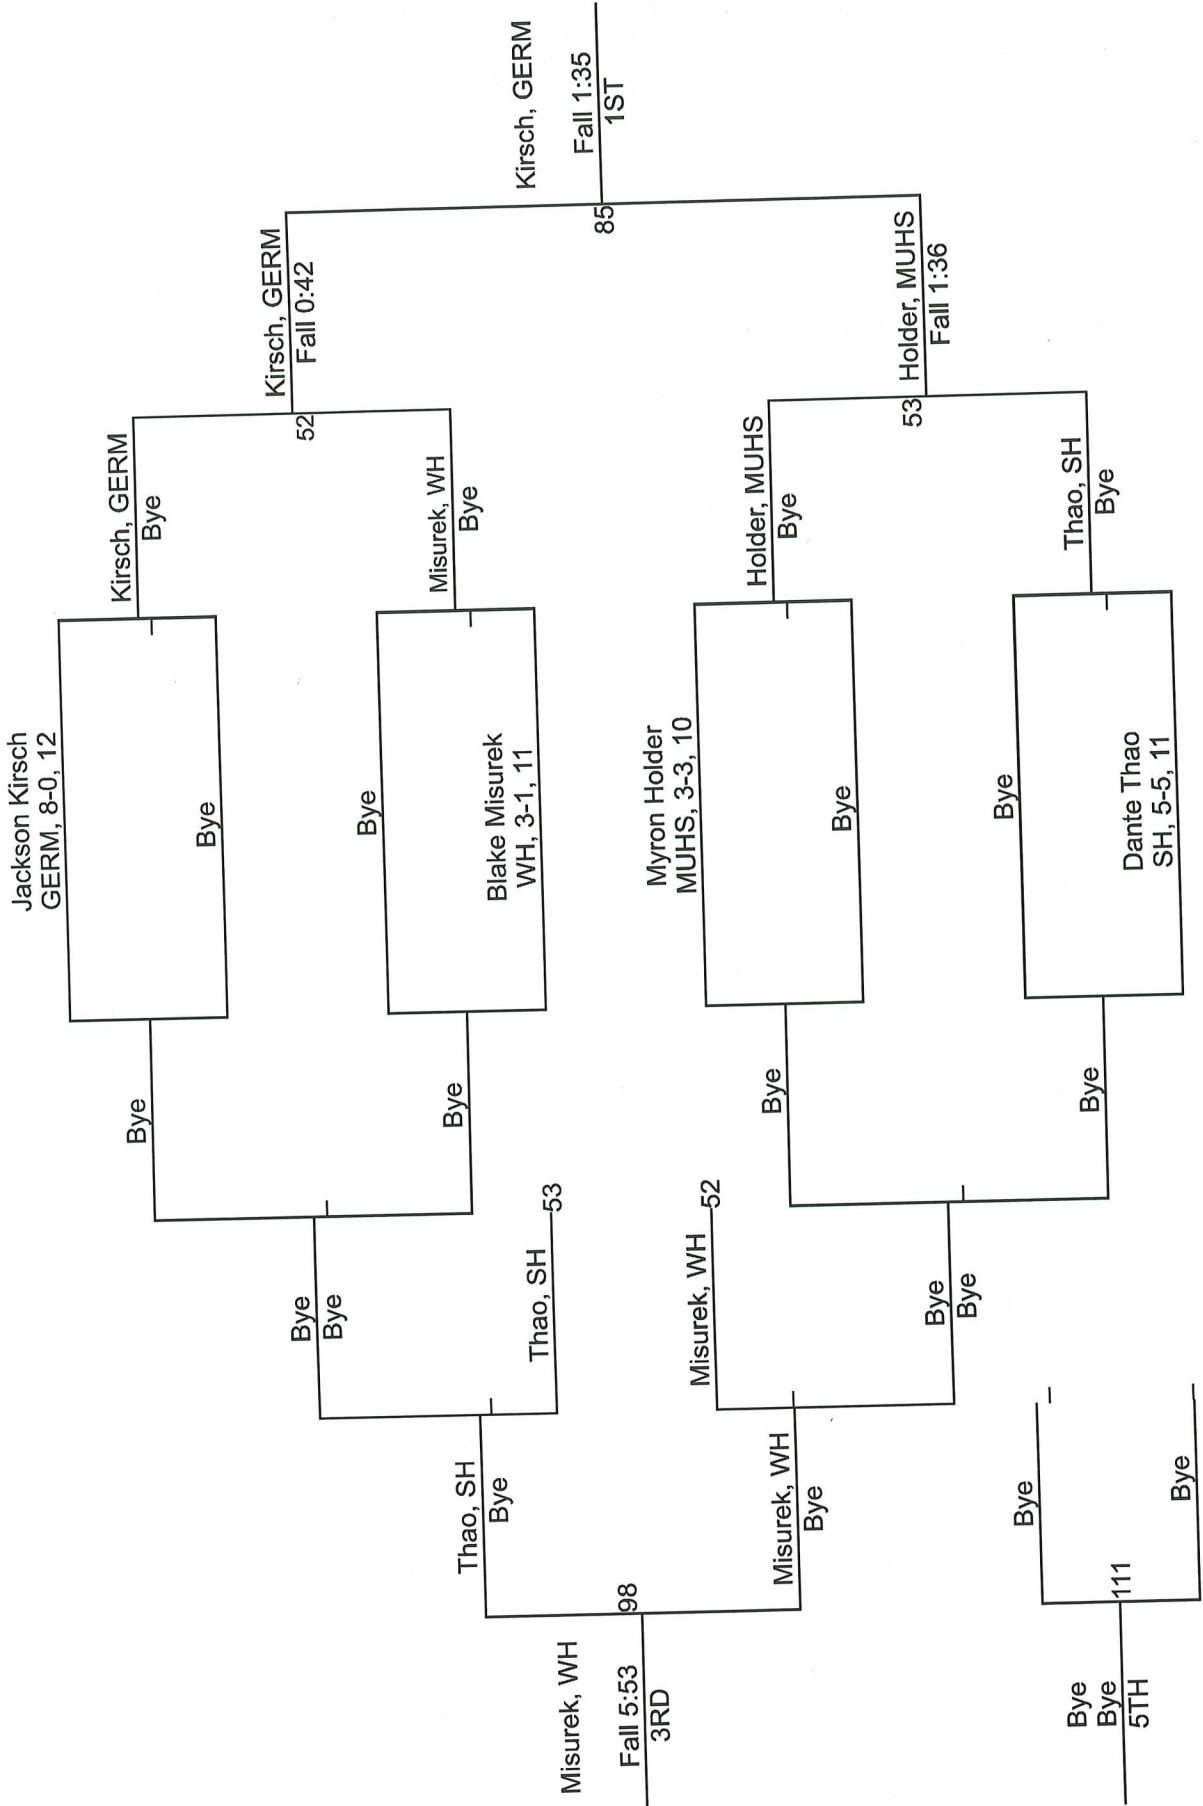 Jackson Kirsch
GERM, 8-0, 12
Bye
Kirsch, GERM
Bye
Bye
Bye
Blake Misurek
WH, 3-1, 11
Misurek, WH
Bye
Bye
52
Kirsch, GERM
Fall 0:42
Myron Holder
MUHS, 3-3, 10
Bye
Holder, MUHS
Bye
Bye
Bye
Dante Thao
SH, 5-5, 11
Thao, SH
Bye
Bye
53
Holder, MUHS
Fall 1:36
85
Kirsch, GERM
Fall 1:35
1ST
Bye
Bye
Thao, SH
53
Thao, SH
Bye
Misurek, WH
52
Bye
Bye
Misurek, WH
Bye
98
Misurek, WH
Fall 5:53
3RD
Bye
Bye
111
Bye
Bye
5TH